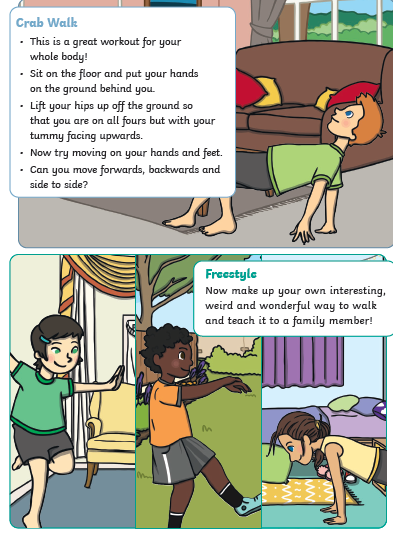 Crab Walk
• This is a great workout for your
whole body!
• Sit on the floor and put your hands
on the ground behind you.
• Lift your hips up off the ground so
that you are on all fours but with your
tummy facing upwards.
• Now try moving on your hands and feet.
• Can you move forwards, backwards and
side to side?
Freestyle
Now make up your own interesting,
weird and wonderful way to walk
and teach it to a family member!